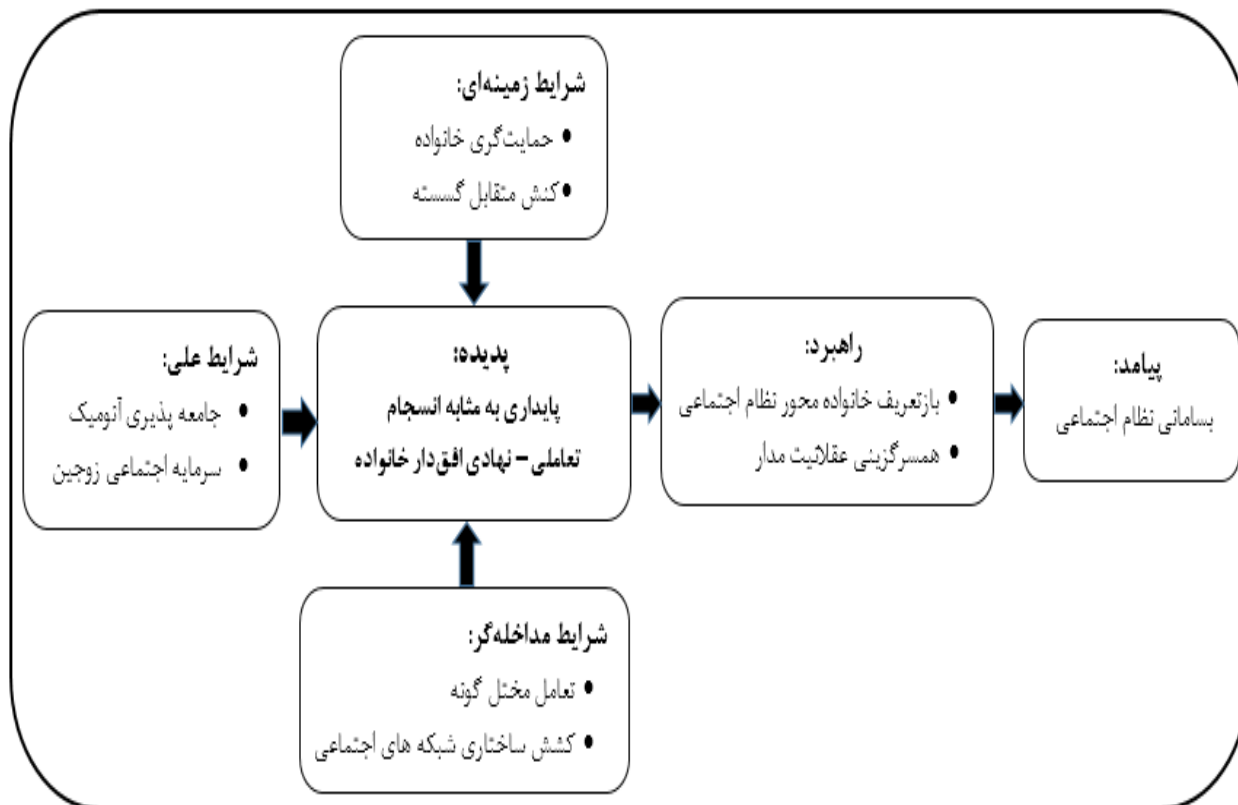 شرایط زمینه‌ای:
• حمایت‌گری خانواده
• کنش متقابل گسسته
شرایط علی:
• جامعه پذیری آنومیک
• سرمایه اجتماعی زوجین
پدیده:
پایداری به مثابه انسجام
تعاملی – نهادی افق‌دار خانواده
راهبرد:
• بازتعریف خانواده محور نظام اجتماعی
• همسرگزینی عقلانیت مدار
پیامد:
بسامانی نظام اجتماعی
شرایط مداخله‌گر:
• تعامل مختل گونه
• کشش ساختاری شبکه های اجتماعی